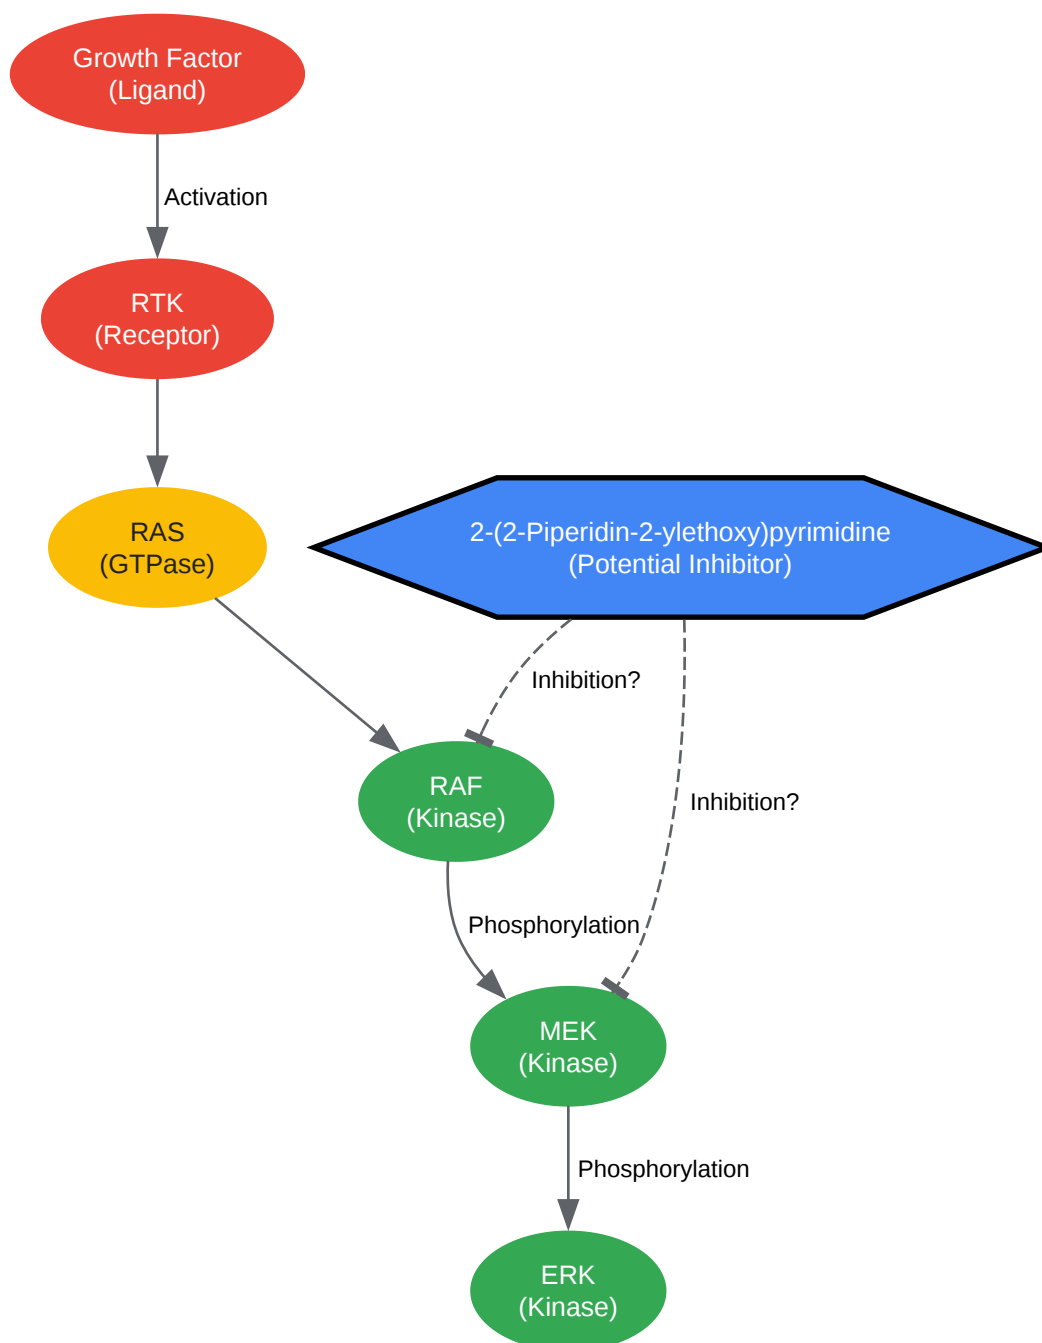 Growth Factor
(Ligand)
Activation
RTK
(Receptor)
RAS
(GTPase)
2-(2-Piperidin-2-ylethoxy)pyrimidine
(Potential Inhibitor)
Inhibition?
RAF
(Kinase)
Inhibition?
Phosphorylation
MEK
(Kinase)
Phosphorylation
ERK
(Kinase)